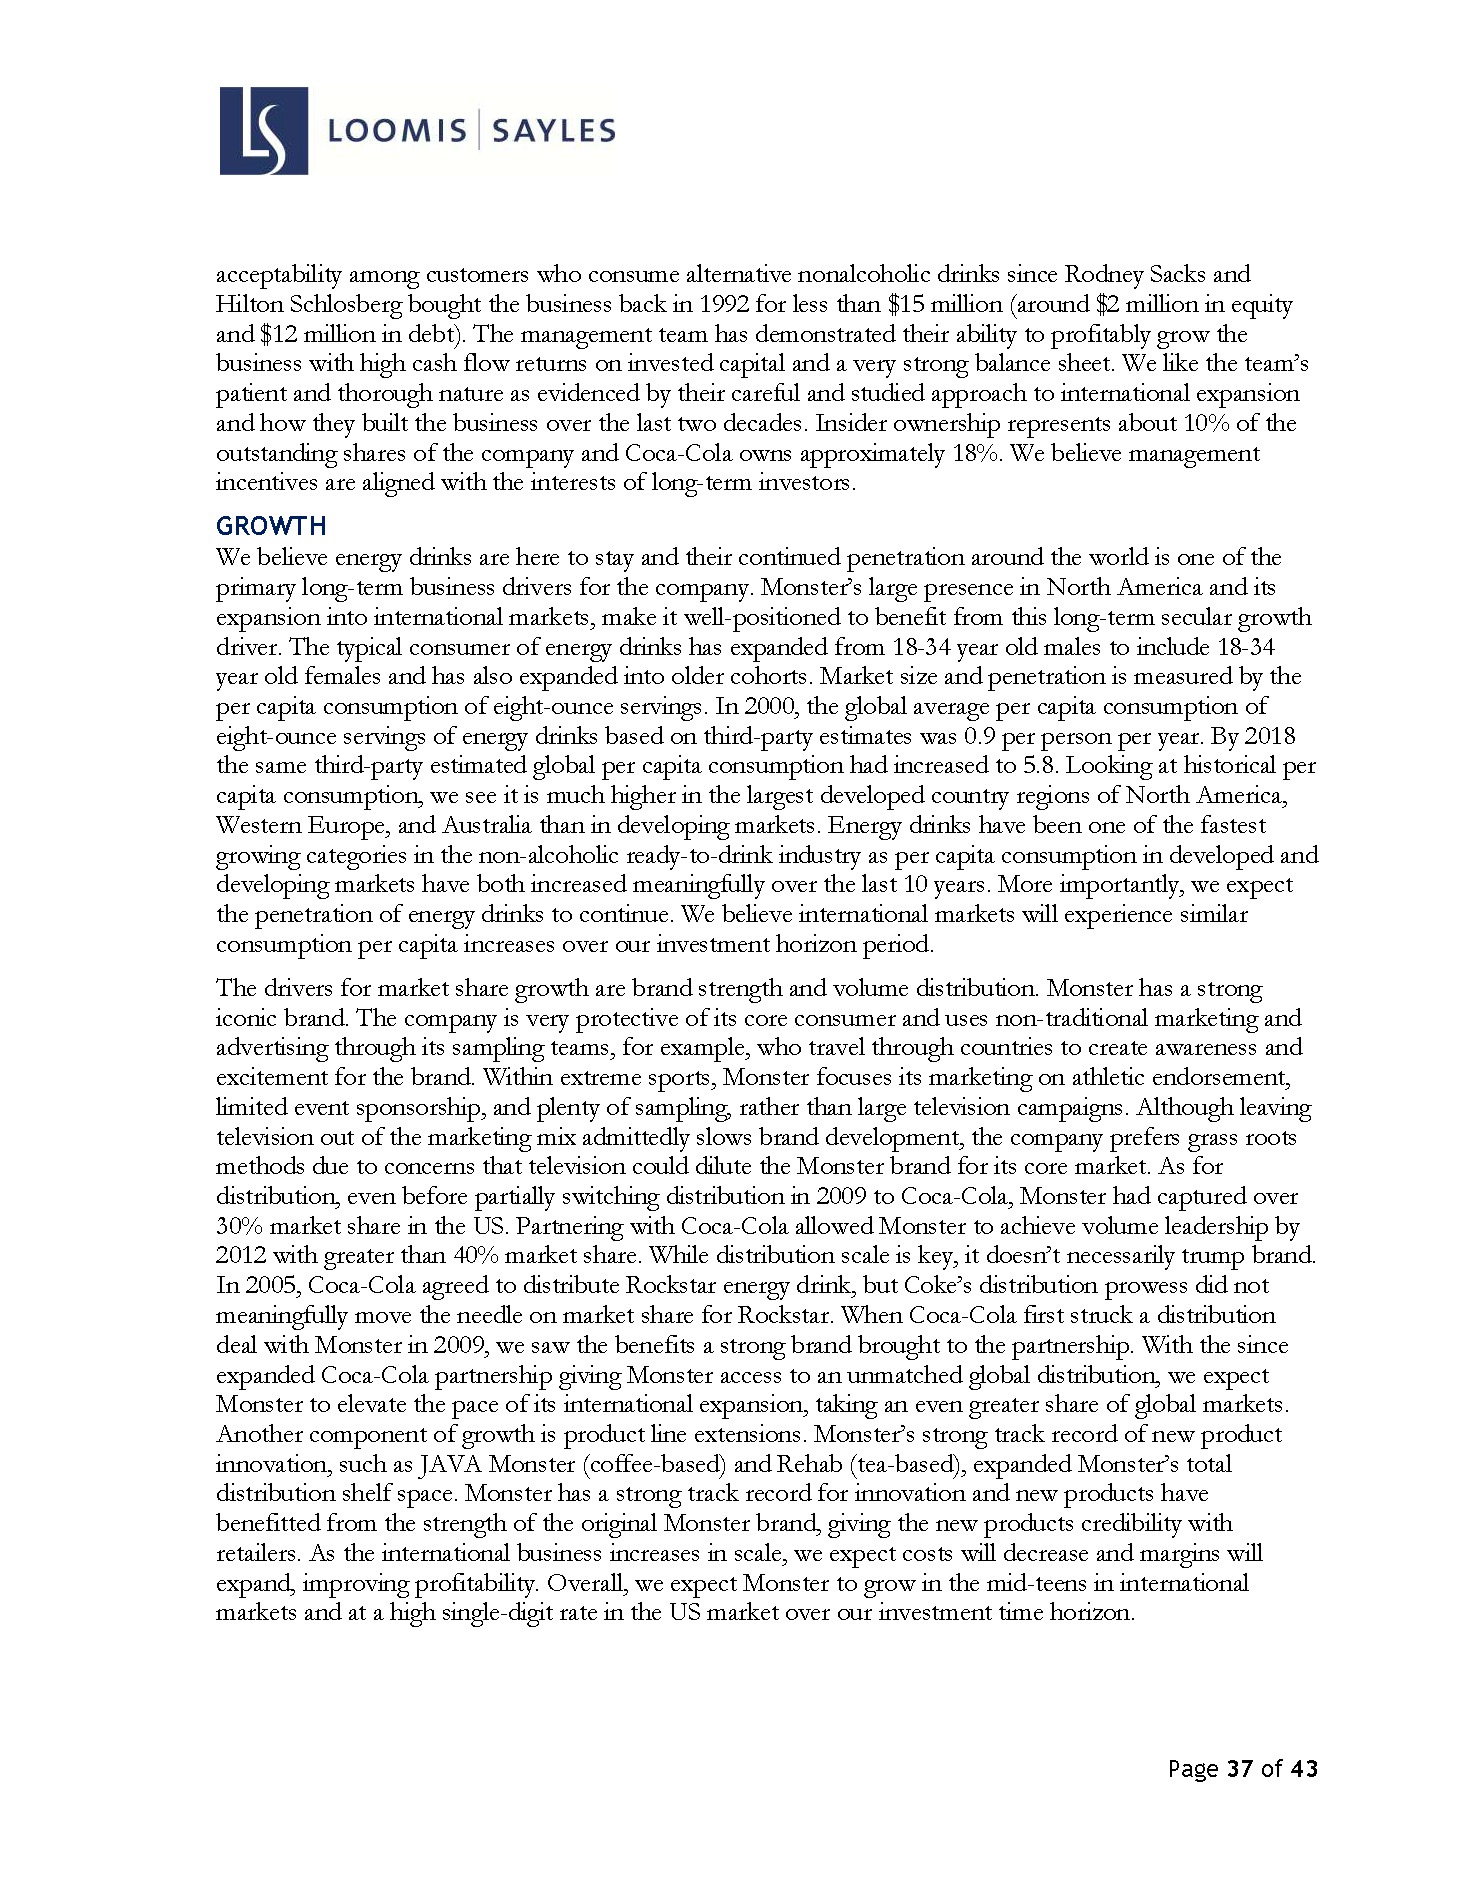 LS LOOMIS | SAYLES
acceptability among customers who consume alternative nonalcoholic drinks since Rodney Sacks and
Hilton Schlosberg bought the business back in 1992 for less than $15 million (around $2 million in equity
and $12 million in debt). The management team has demonstrated their ability to profitably grow the
business with high cash flow returns on invested capital and a very strong balance sheet. We like the team’s
patient and thorough nature as evidenced by their careful and studied approach to international expansion
and how they built the business over the last two decades. Insider ownership represents about 10% of the
outstanding shares of the company and Coca-Cola owns approximately 18%. We believe management
incentives are aligned with the interests of long-term investors.
GROWTH
We believe energy drinks are here to stay and their continued penetration around the world is one of the
primary long-term business drivers for the company. Monster’s large presence in North America and its
expansion into international markets, make it well-positioned to benefit from this long-term secular growth
driver. The typical consumer of energy drinks has expanded from 18-34 year old males to include 18-34
year old females and has also expanded into older cohorts. Market size and penetration is measured by the
per capita consumption of eight-ounce servings. In 2000, the global average per capita consumption of
eight-ounce servings of energy drinks based on third-party estimates was 0.9 per person per year. By 2018
the same third-party estimated global per capita consumption had increased to 5.8. Looking at historical per
capita consumption, we see it is much higher in the largest developed country regions of North America,
Western Europe, and Australia than in developing markets. Energy drinks have been one of the fastest
growing categories in the non-alcoholic ready-to-drink industry as per capita consumption in developed and
developing markets have both increased meaningfully over the last 10 years. More importantly, we expect
the penetration of energy drinks to continue. We believe international markets will experience similar
consumption per capita increases over our investment horizon period.
The drivers for market share growth are brand strength and volume distribution. Monster has a strong
iconic brand. The company is very protective of its core consumer and uses non-traditional marketing and
advertising through its sampling teams, for example, who travel through countries to create awareness and
excitement for the brand. Within extreme sports, Monster focuses its marketing on athletic endorsement,
limited event sponsorship, and plenty of sampling, rather than large television campaigns. Although leaving
television out of the marketing mix admittedly slows brand development, the company prefers grass roots
methods due to concerns that television could dilute the Monster brand for its core market. As for
distribution, even before partially switching distribution in 2009 to Coca-Cola, Monster had captured over
30% market share in the US. Partnering with Coca-Cola allowed Monster to achieve volume leadership by
2012 with greater than 40% market share. While distribution scale is key, it doesn’t necessarily trump brand.
In 2005, Coca-Cola agreed to distribute Rockstar energy drink, but Coke’s distribution prowess did not
meaningfully move the needle on market share for Rockstar. When Coca-Cola first struck a distribution
deal with Monster in 2009, we saw the benefits a strong brand brought to the partnership. With the since
expanded Coca-Cola partnership giving Monster access to an unmatched global distribution, we expect
Monster to elevate the pace of its international expansion, taking an even greater share of global markets.
Another component of growth is product line extensions. Monster’s strong track record of new product
innovation, such as JAVA Monster (coffee-based) and Rehab (tea-based), expanded Monster’s total
distribution shelf space. Monster has a strong track record for innovation and new products have
benefitted from the strength of the original Monster brand, giving the new products credibility with
retailers. As the international business increases in scale, we expect costs will decrease and margins will
expand, improving profitability. Overall, we expect Monster to grow in the mid-teens in international
markets and at a high single-digit rate in the US market over our investment time horizon.
Page 37 of 43